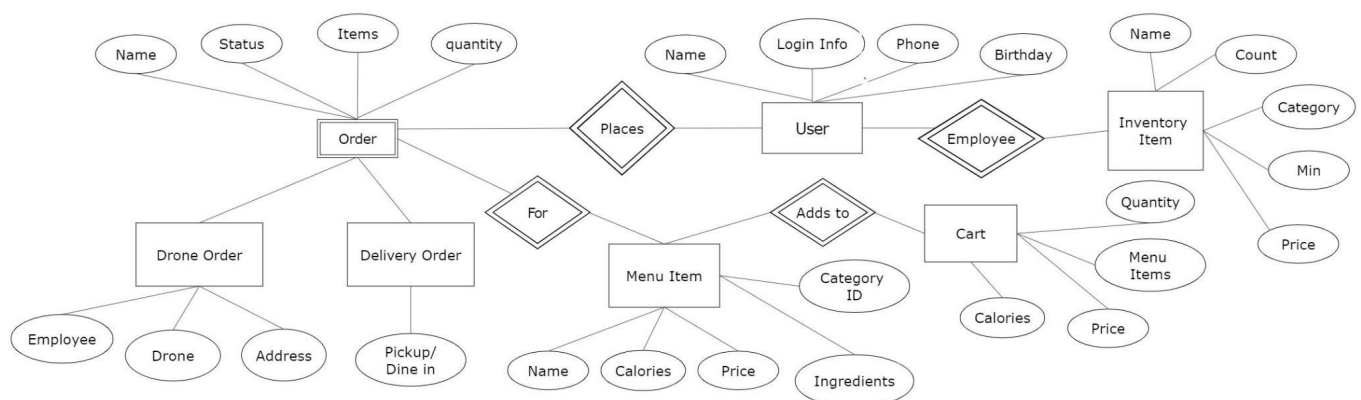 Name
Status
Items
quantity
Order
Places
Name
Login Info
Phone
Birthday
User
Employee
Name
Count
Category
Min
Price
Inventory
Item
Drone Order
Employee
Drone
Address
Delivery Order
Pickup/
Dine in
For
Menu Item
Name
Calories
Price
Ingredients
Category
ID
Adds to
Cart
Quantity
Menu
Items
Price
Calories